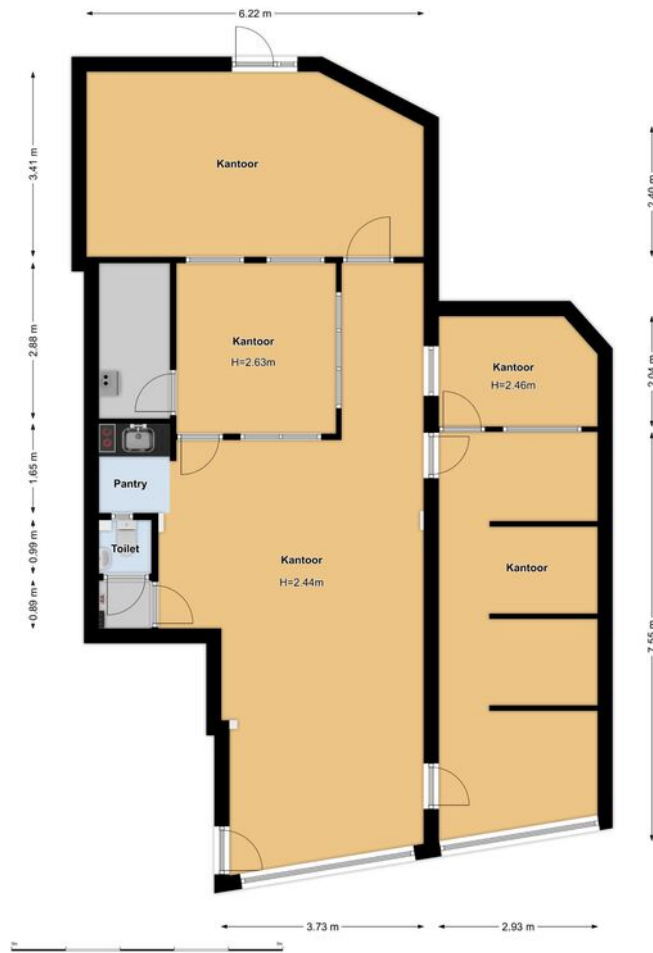 6.22 m
3.41 m
Kantoor
2.49 m
2.88 m
Kantoor
H=2.63m
Kantoor
H=2.46m
2.04 m
1.65 m
Pantry
0.99 m
Toilet
Kantoor
H=2.44m
Kantoor
0.89 m
7.55 m
3.73 m
2.93 m